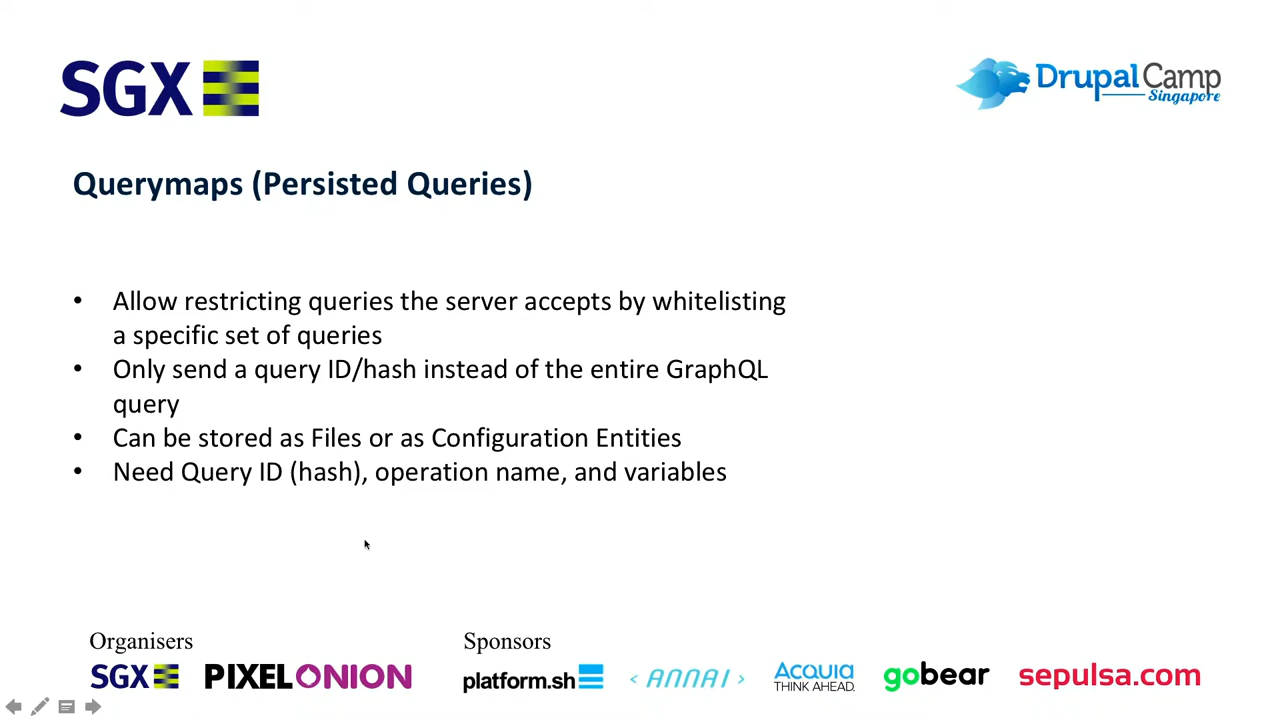 SGX
DrupalCamp
Singapore
Querymaps (Persisted Queries)
• Allow restricting queries the server accepts by whitelisting
a specific set of queries
• Only send a query ID/hash instead of the entire GraphQL
query
• Can be stored as Files or as Configuration Entities
• Need Query ID (hash), operation name, and variables
Organisers
Sponsors
SGX PIXELONION platform.sh <ANNAI> ACQUIA gobear sepulsa.com
THINK AHEAD.